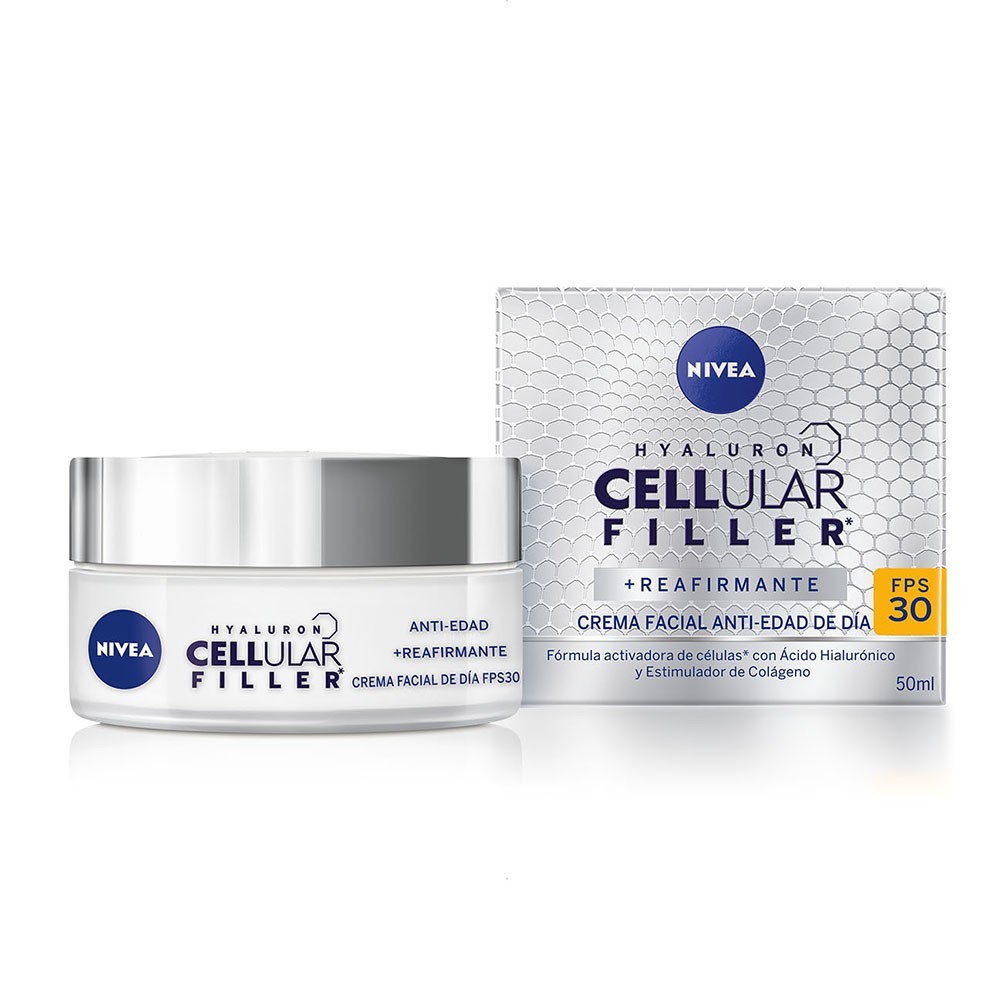 NIVEA
HYALURON
CELLULAR
FILLER*
ANTI-EDAD
+REAFIRMANTE
CREMA FACIAL DE DÍA FPS30
NIVEA
HYALURON
CELLULAR
FILLER*
+REAFIRMANTE
CREMA FACIAL ANTI-EDAD DE DÍA
FPS
30
Fórmula activadora de células* con Ácido Hialurónico
y Estimulador de Colágeno
50ml